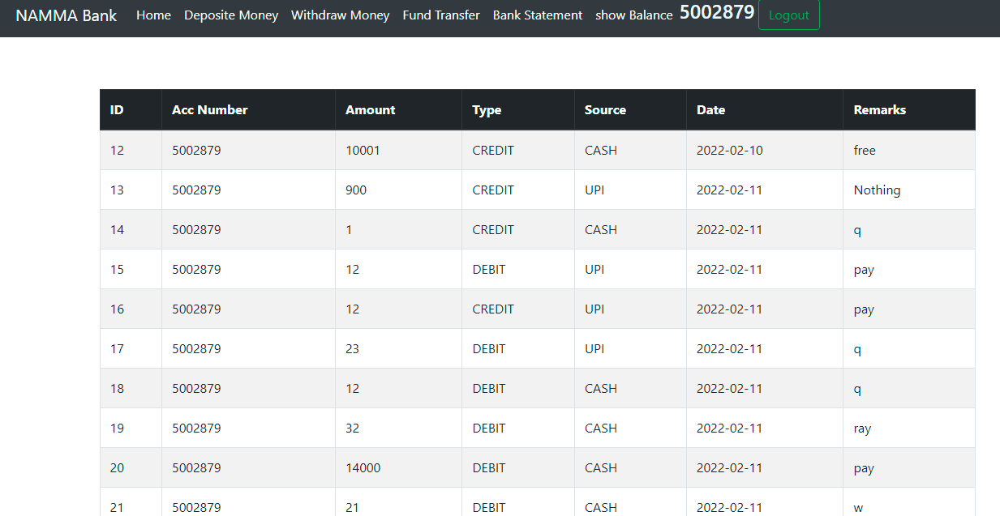 NAMMA Bank Home Deposite Money Withdraw Money Fund Transfer Bank Statement show Balance 5002879 Logout
ID Acc Number Amount Type Source Date Remarks
12 5002879 10001 CREDIT CASH 2022-02-10 free
13 5002879 900 CREDIT UPI 2022-02-11 Nothing
14 5002879 1 CREDIT CASH 2022-02-11 q
15 5002879 12 DEBIT UPI 2022-02-11 pay
16 5002879 12 CREDIT UPI 2022-02-11 pay
17 5002879 23 DEBIT UPI 2022-02-11 q
18 5002879 12 DEBIT CASH 2022-02-11 q
19 5002879 32 DEBIT CASH 2022-02-11 ray
20 5002879 14000 DEBIT CASH 2022-02-11 pay
21 5002879 21 DEBIT CASH 2022-02-11 w